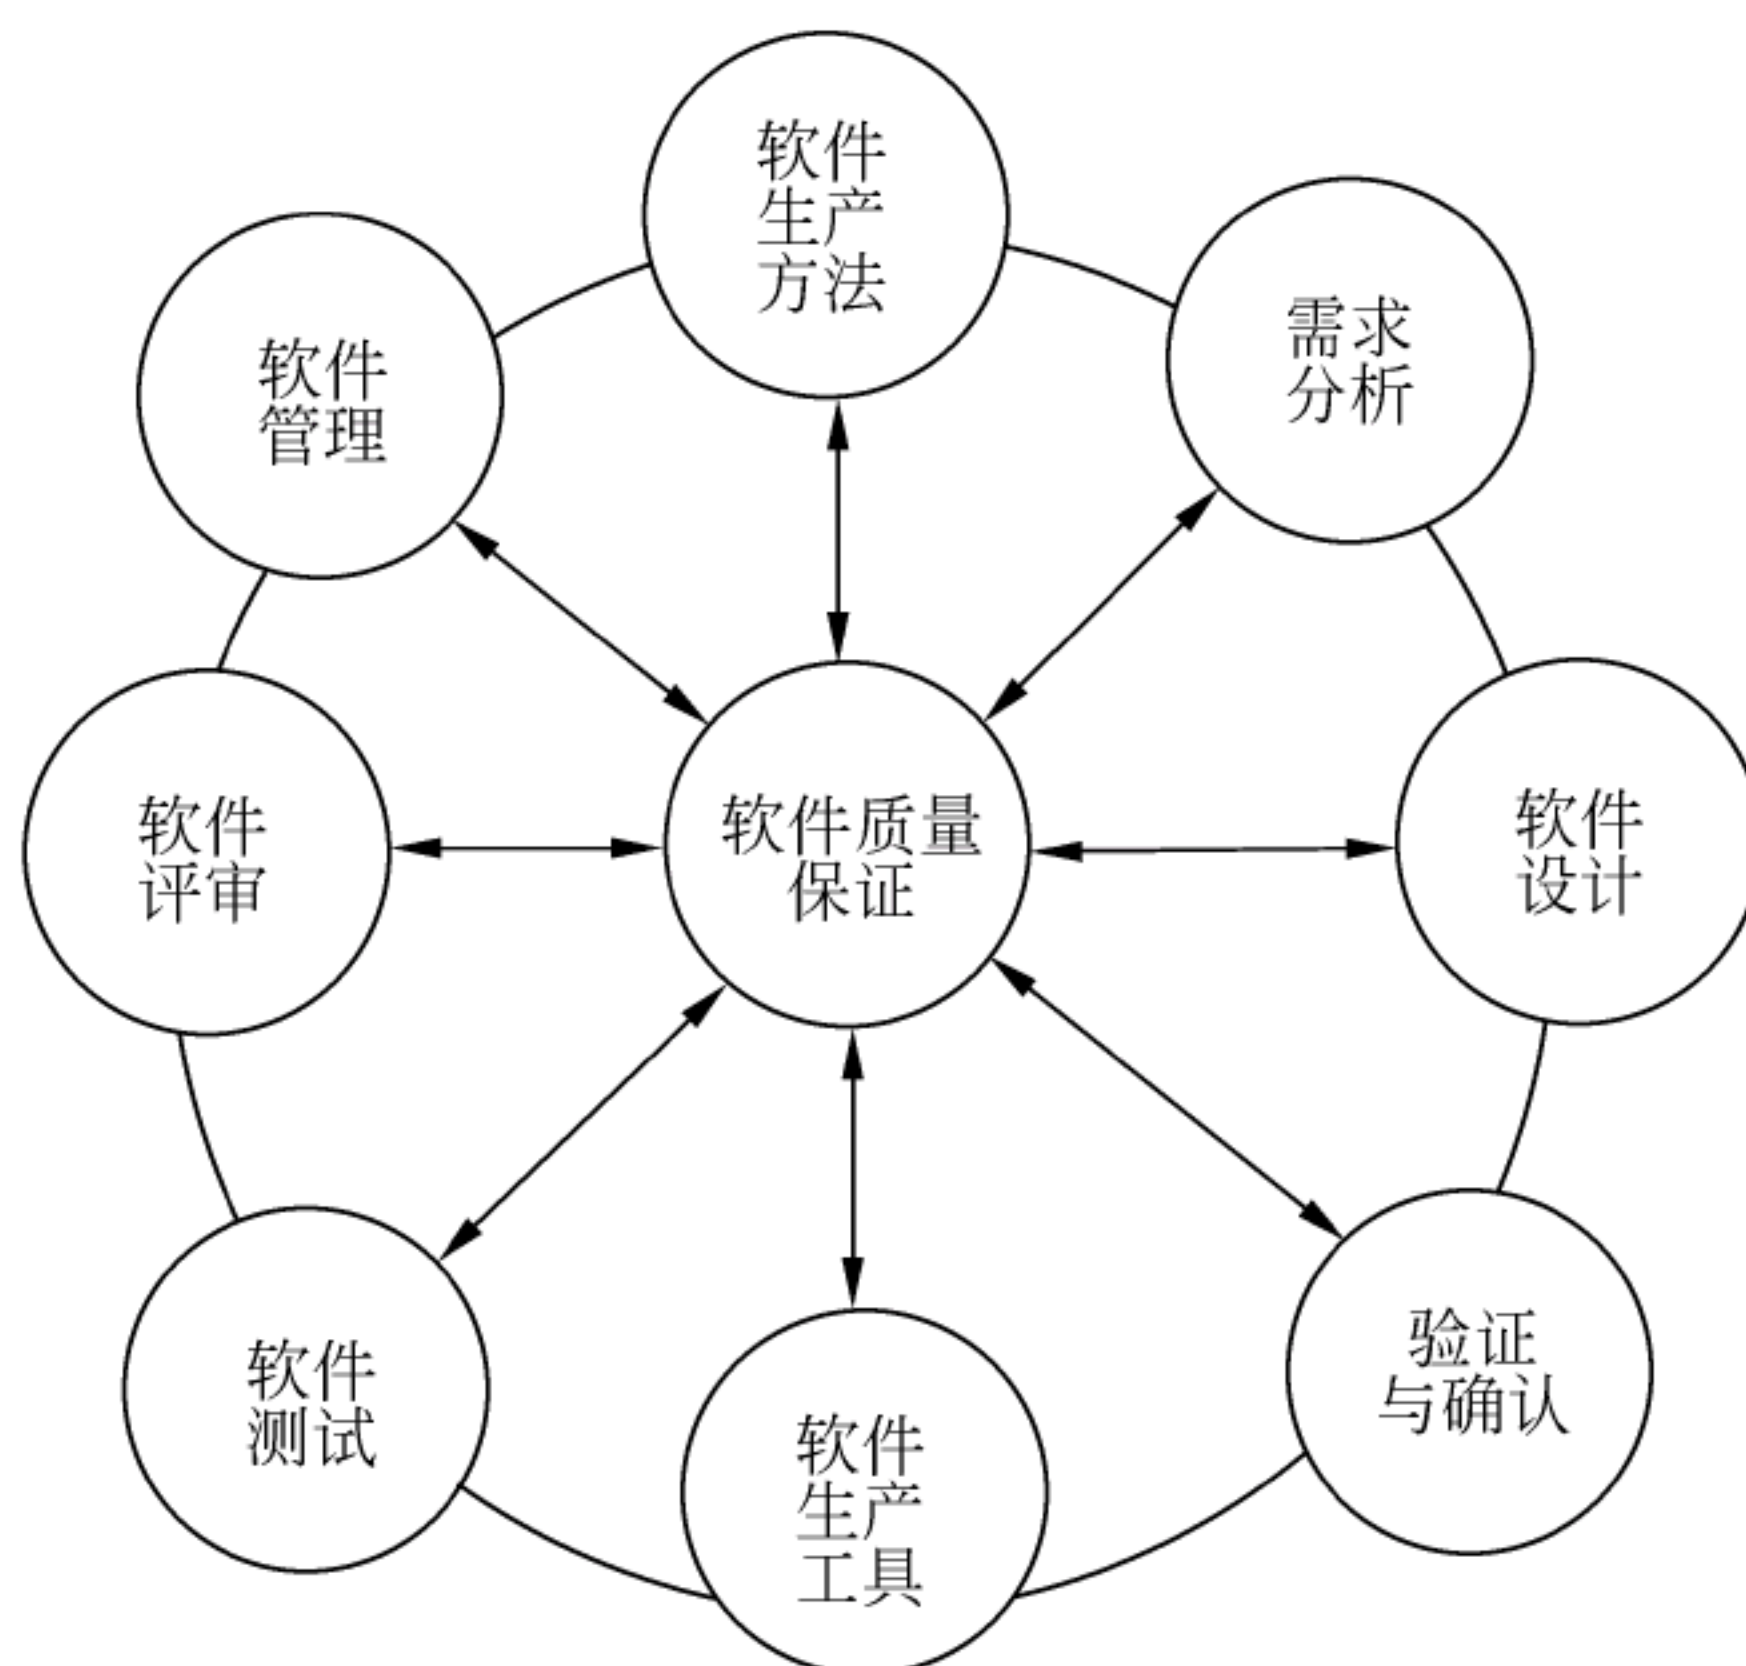 软件
生产
方法
需求
分析
软件
管理
软件
评审
软件质量
保证
软件
设计
验证
与确认
软件
测试
软件
生产
工具